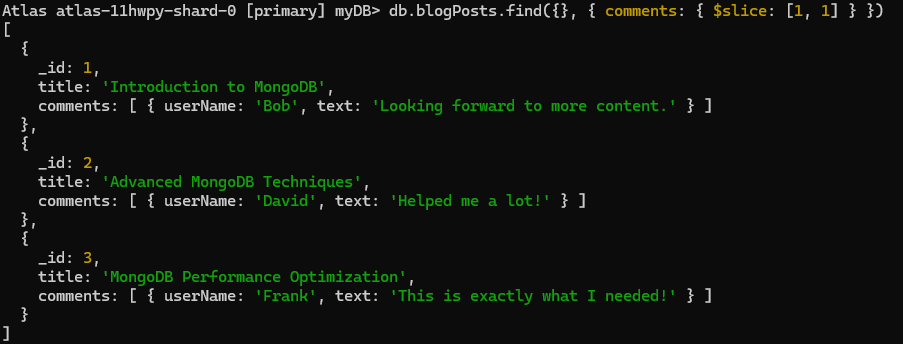 Atlas atlas-11hwpy-shard-0 [primary] myDB> db.blogPosts.find({}, { comments: { $slice: [1, 1] } })
[
  {
    _id: 1,
    title: 'Introduction to MongoDB',
    comments: [ { userName: 'Bob', text: 'Looking forward to more content.' } ]
  },
  {
    _id: 2,
    title: 'Advanced MongoDB Techniques',
    comments: [ { userName: 'David', text: 'Helped me a lot!' } ]
  },
  {
    _id: 3,
    title: 'MongoDB Performance Optimization',
    comments: [ { userName: 'Frank', text: 'This is exactly what I needed!' } ]
  }
]